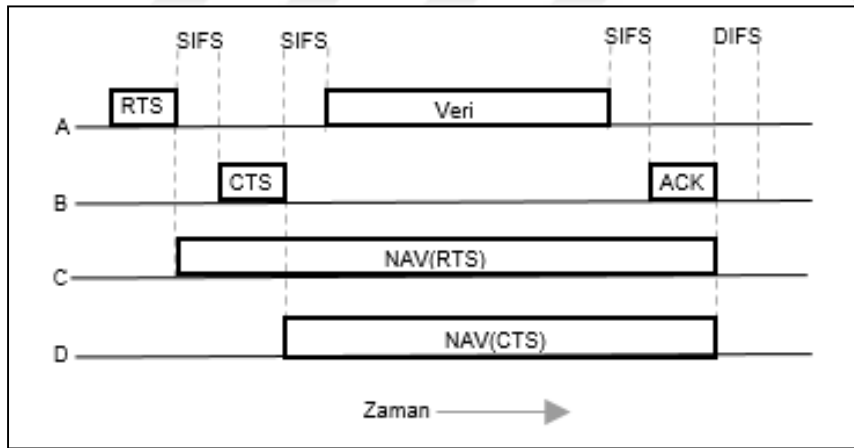 SIFS SIFS SIFS DIFS
RTS Veri
A
CTS ACK
B
NAV(RTS)
C
NAV(CTS)
D
Zaman